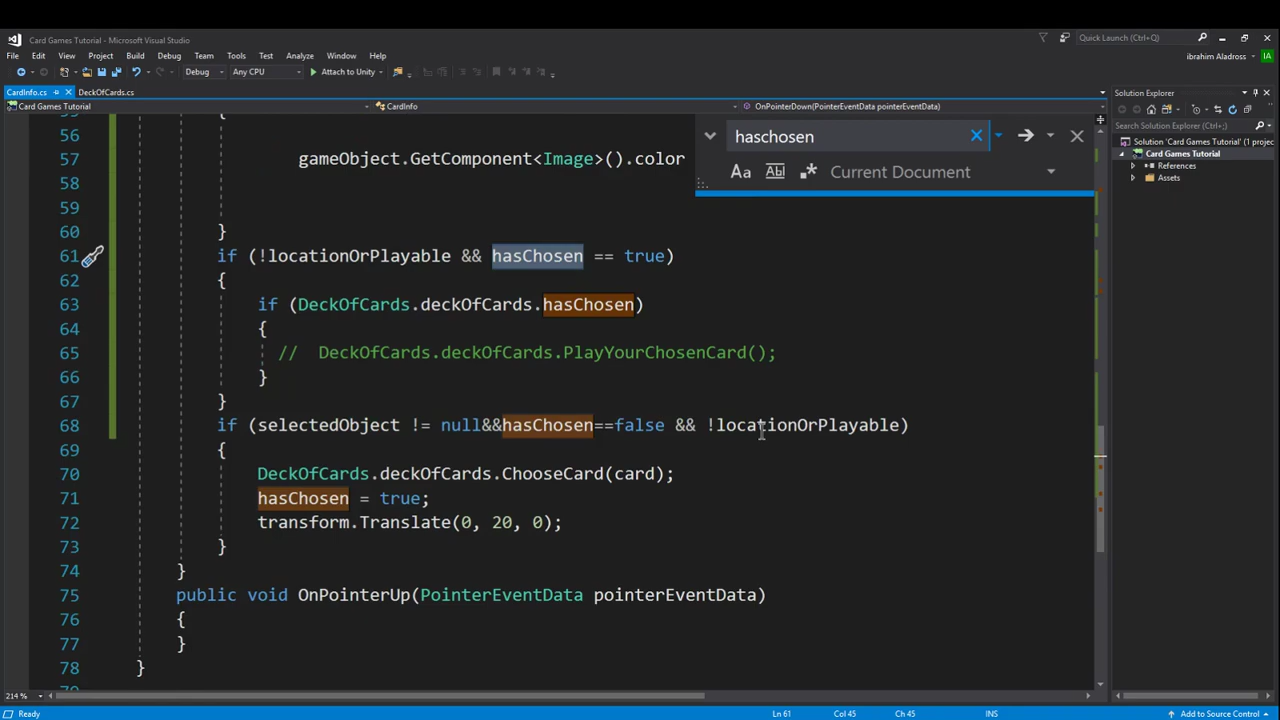 Card Games Tutorial - Microsoft Visual Studio
Quick Launch (Ctrl+Q)
File Edit View Project Build Debug Team Tools Test Analyze Window Help
ibrahim Aladross IA
Debug Any CPU Attach to Unity
CardInfo.cs DeckOfCards.cs
Card Games Tutorial CardInfo OnPointerDown(PointerEventData pointerEventData)
haschosen
Current Document
Solution Explorer
Search Solution Explorer (Ctrl+;)
Solution 'Card Games Tutorial' (1 projec
Card Games Tutorial
References
Assets
55 {
56
57 gameObject.GetComponent<Image>().color
58
59
60 }
61 if (!locationOrPlayable && hasChosen == true)
62 {
63 if (DeckOfCards.deckOfCards.hasChosen)
64 {
65 // DeckOfCards.deckOfCards.PlayYourChosenCard();
66 }
67 }
68 if (selectedObject != null&&hasChosen==false && !locationOrPlayable)
69 {
70 DeckOfCards.deckOfCards.ChooseCard(card);
71 hasChosen = true;
72 transform.Translate(0, 20, 0);
73 }
74 }
75 public void OnPointerUp(PointerEventData pointerEventData)
76 {
77 }
78 }
214 %
Ready Ln 61 Col 45 Ch 45 INS Add to Source Control